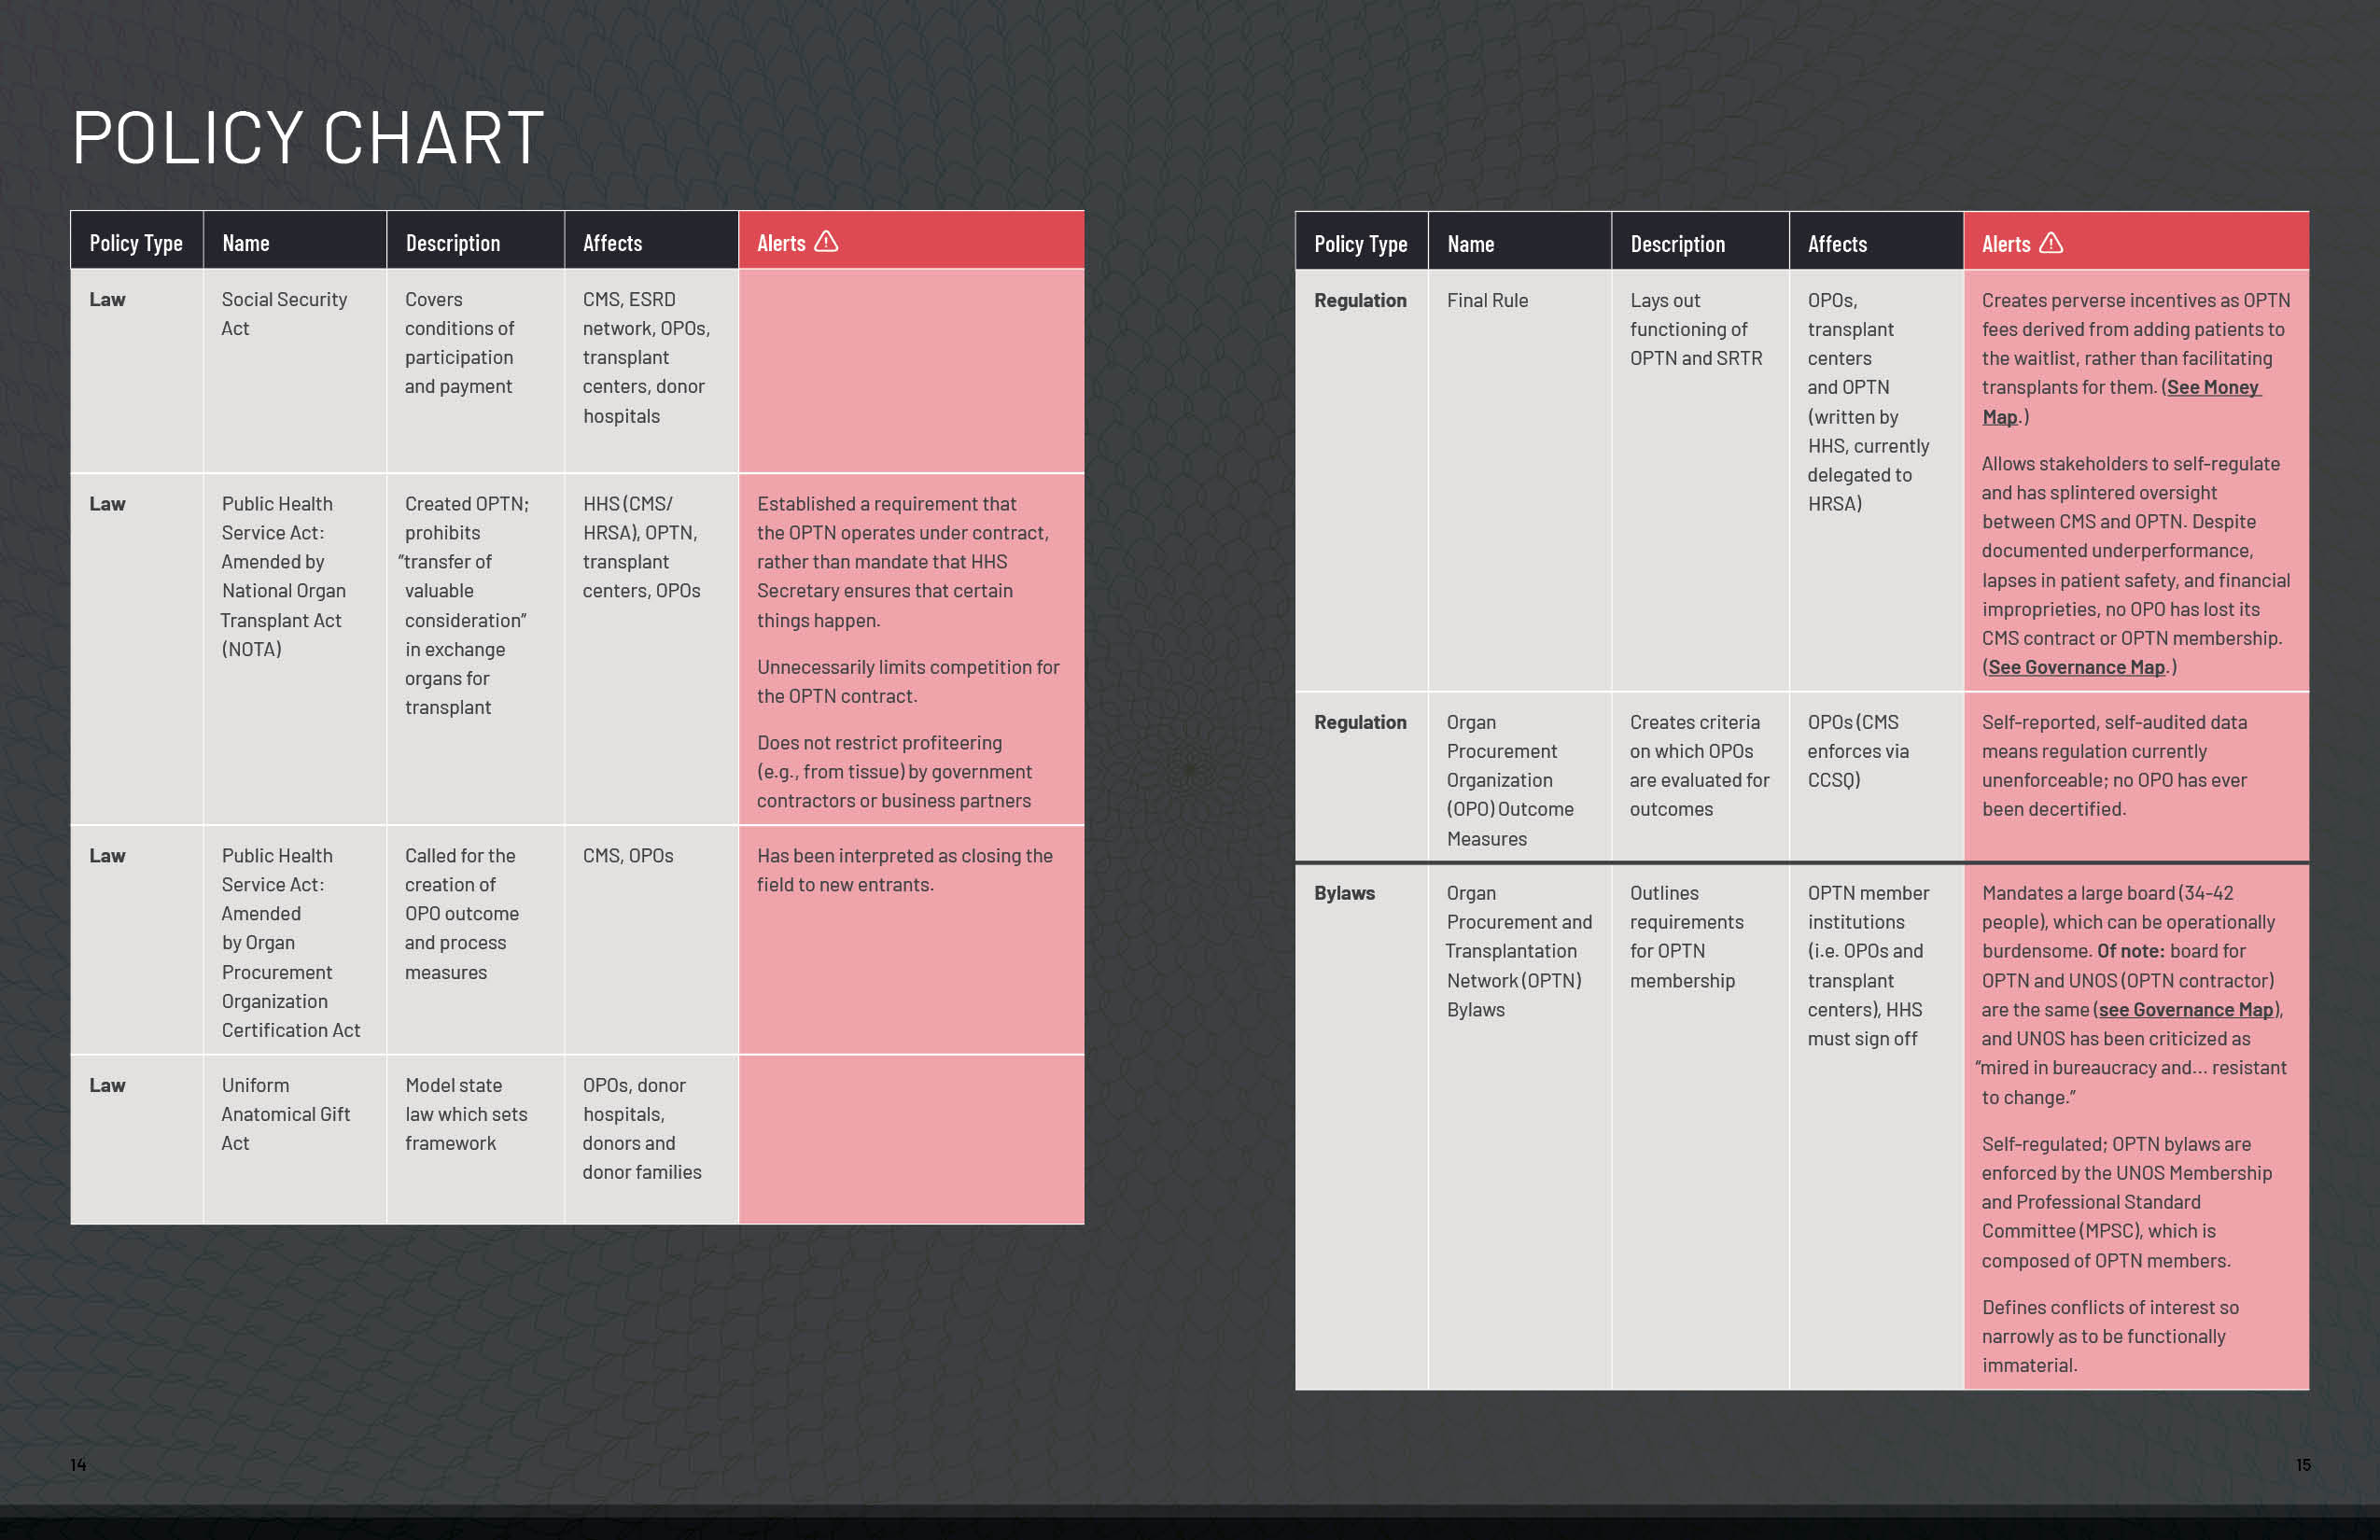 POLICY CHART
Policy Type Name Description Affects Alerts
Law
Social Security
Act
Covers
conditions of
participation
and payment
CMS, ESRD
network, OPOs,
transplant
centers, donor
hospitals
Law
Public Health
Service Act:
Amended by
National Organ
Transplant Act
(NOTA)
Created OPTN;
prohibits
“transfer of
valuable
consideration”
in exchange
organs for
transplant
HHS (CMS/
HRSA), OPTN,
transplant
centers, OPOs
Established a requirement that
the OPTN operates under contract,
rather than mandate that HHS
Secretary ensures that certain
things happen.
Unnecessarily limits competition for
the OPTN contract.
Does not restrict profiteering
(e.g., from tissue) by government
contractors or business partners
Law
Public Health
Service Act:
Amended
by Organ
Procurement
Organization
Certification Act
Called for the
creation of
OPO outcome
and process
measures
CMS, OPOs
Has been interpreted as closing the
field to new entrants.
Law
Uniform
Anatomical Gift
Act
Model state
law which sets
framework
OPOs, donor
hospitals,
donors and
donor families
14
Policy Type Name Description Affects Alerts
Regulation
Final Rule
Lays out
functioning of
OPTN and SRTR
OPOs,
transplant
centers
and OPTN
(written by
HHS, currently
delegated to
HRSA)
Creates perverse incentives as OPTN
fees derived from adding patients to
the waitlist, rather than facilitating
transplants for them. (See Money
Map.)
Allows stakeholders to self-regulate
and has splintered oversight
between CMS and OPTN. Despite
documented underperformance,
lapses in patient safety, and financial
improprieties, no OPO has lost its
CMS contract or OPTN membership.
(See Governance Map.)
Regulation
Organ
Procurement
Organization
(OPO) Outcome
Measures
Creates criteria
on which OPOs
are evaluated for
outcomes
OPOs (CMS
enforces via
CCSQ)
Self-reported, self-audited data
means regulation currently
unenforceable; no OPO has ever
been decertified.
Bylaws
Organ
Procurement and
Transplantation
Network (OPTN)
Bylaws
Outlines
requirements
for OPTN
membership
OPTN member
institutions
(i.e. OPOs and
transplant
centers), HHS
must sign off
Mandates a large board (34-42
people), which can be operationally
burdensome. Of note: board for
OPTN and UNOS (OPTN contractor)
are the same (see Governance Map),
and UNOS has been criticized as
“mired in bureaucracy and... resistant
to change.”
Self-regulated; OPTN bylaws are
enforced by the UNOS Membership
and Professional Standard
Committee (MPSC), which is
composed of OPTN members.
Defines conflicts of interest so
narrowly as to be functionally
immaterial.
15